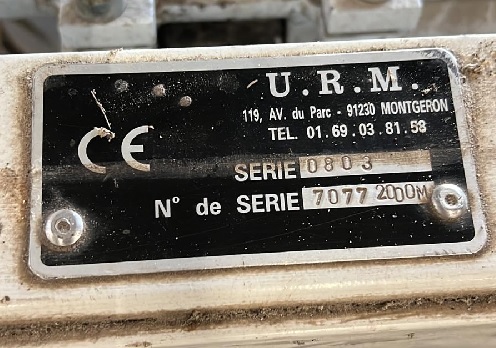 U.R.M.
119, AV. du Parc - 91230 MONTGERON
TEL. 01.69.03.81.58
CE
SERIE 0803
N° de SERIE 7077 2000M